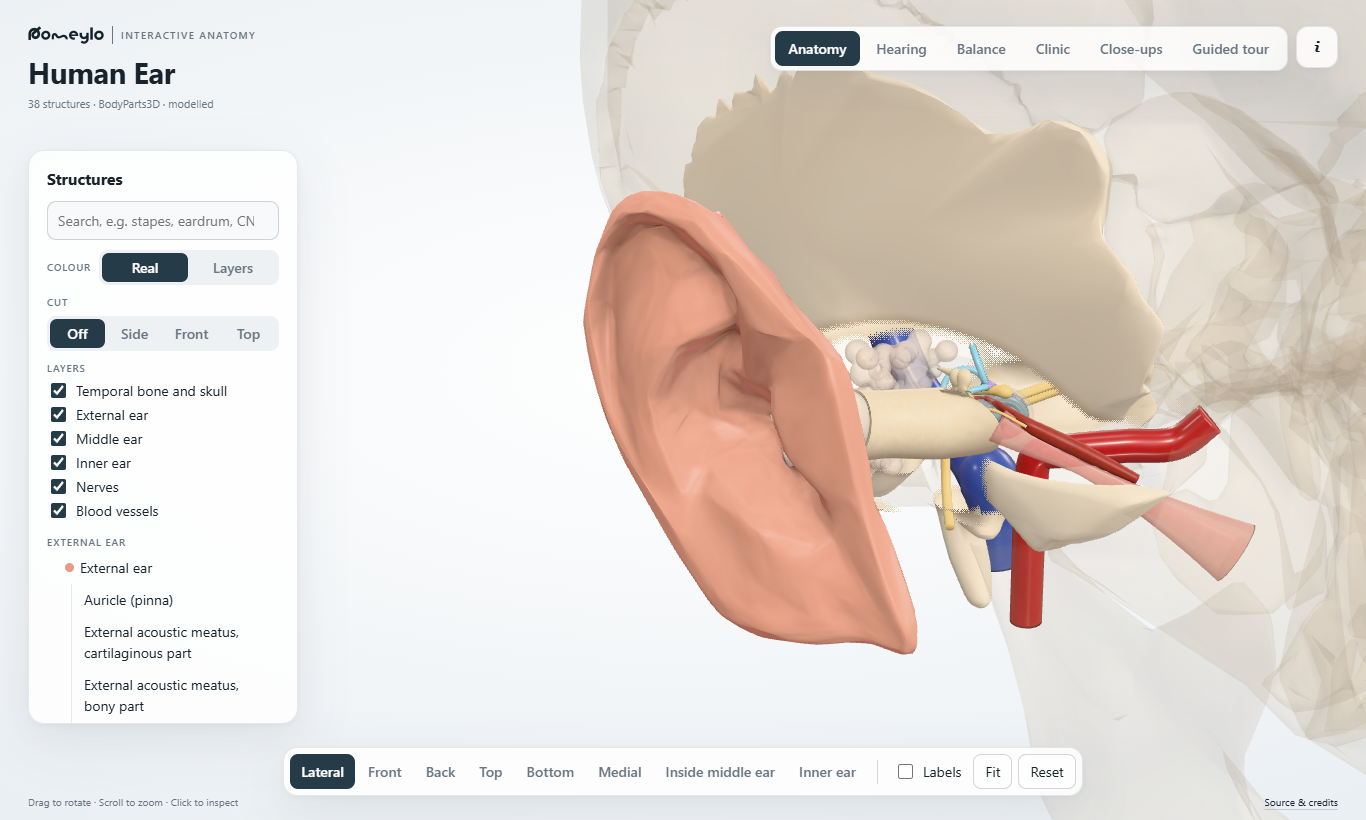 Pomeylo
INTERACTIVE ANATOMY
Human Ear
38 structures · BodyParts3D · modelled
Anatomy
Hearing
Balance
Clinic
Close-ups
Guided tour
i
Structures
Search, e.g. stapes, eardrum, CN
COLOUR
Real
Layers
CUT
Off
Side
Front
Top
LAYERS
Temporal bone and skull
External ear
Middle ear
Inner ear
Nerves
Blood vessels
EXTERNAL EAR
External ear
Auricle (pinna)
External acoustic meatus,
cartilaginous part
External acoustic meatus,
bony part
Lateral
Front
Back
Top
Bottom
Medial
Inside middle ear
Inner ear
Labels
Fit
Reset
Drag to rotate · Scroll to zoom · Click to inspect
Source & credits